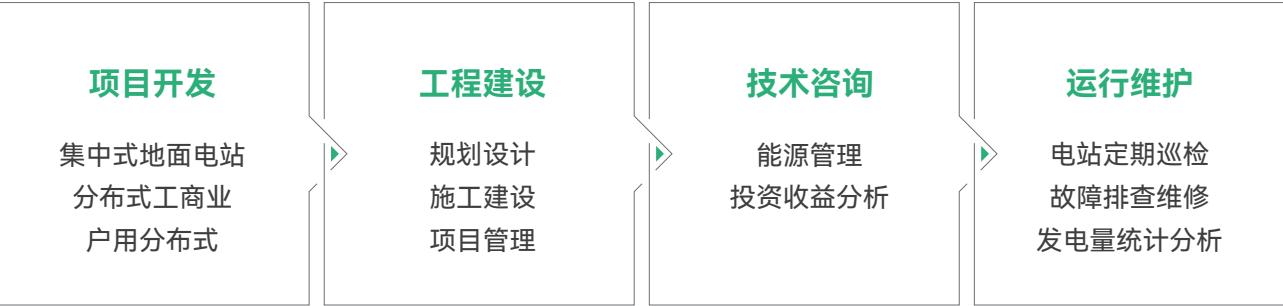 项目开发
集中式地面电站
分布式工商业
户用分布式
工程建设
规划设计
施工建设
项目管理
技术咨询
能源管理
投资收益分析
运行维护
电站定期巡检
故障排查维修
发电量统计分析